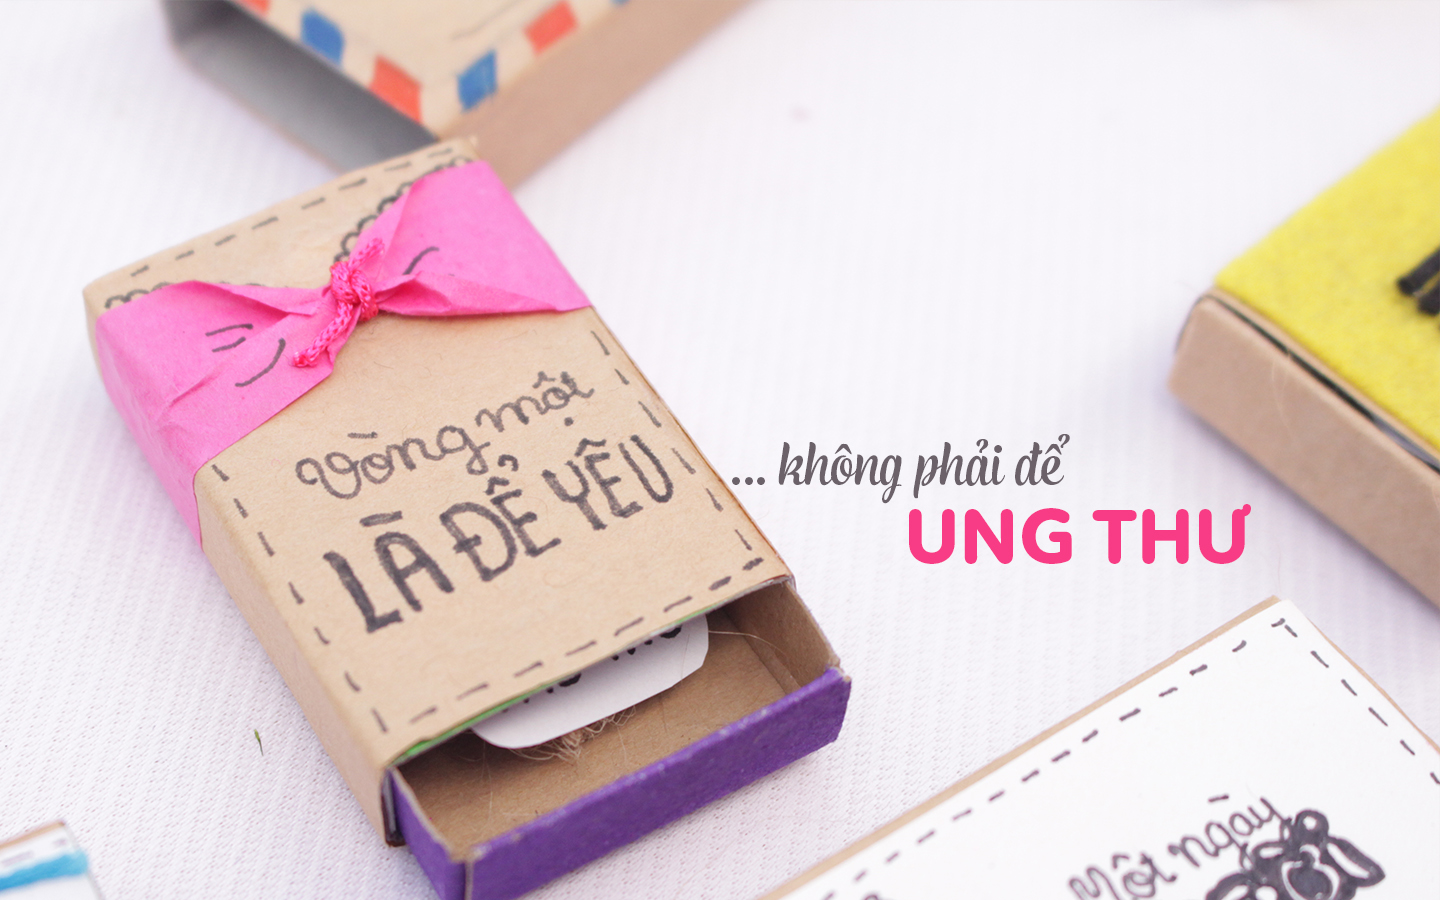 Vòng một
LÀ ĐỂ YÊU
... không phải để
UNG THƯ
Một ngày